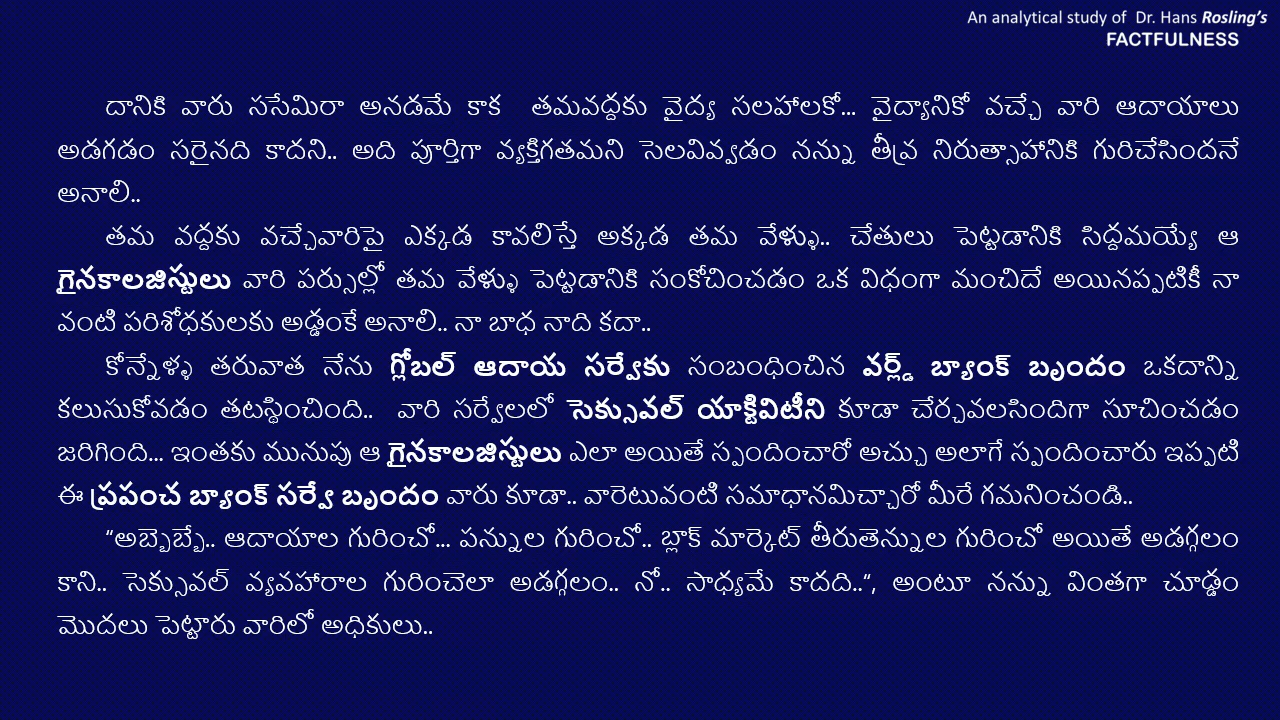 An analytical study of Dr. Hans Rosling's
FACTFULNESS
దానికి వారు ససేమిరా అనడమే కాక తమవద్దకు వైద్య సలహాలకో... వైద్యానికో వచ్చే వారి ఆదాయాలు
అడగడం సరైనది కాదని.. అది పూర్తిగా వ్యక్తిగతమని సెలవివ్వడం నన్ను తీవ్ర నిరుత్సాహానికి గురిచేసిందనే
అనాలి..
తమ వద్దకు వచ్చేవారిపై ఎక్కడ కావలిస్తే అక్కడ తమ వేళ్ళు.. చేతులు పెట్టడానికి సిద్ధమయ్యే ఆ
గైనకాలజిస్టులు వారి పర్సుల్లో తమ వేళ్ళు పెట్టడానికి సంకోచించడం ఒక విధంగా మంచిదే అయినప్పటికీ నా
వంటి పరిశోధకులకు అడ్డంకే అనాలి.. నా బాధ నాది కదా..
కోన్నేళ్ళ తరువాత నేను గ్లోబల్ ఆదాయ సర్వేకు సంబంధించిన వర్ల్డ్ బ్యాంక్ బృందం ఒకదాన్ని
కలుసుకోవడం తటస్థించింది.. వారి సర్వేలలో సెక్సువల్ యాక్టివిటీని కూడా చేర్చవలసిందిగా సూచించడం
జరిగింది... ఇంతకు మునుపు ఆ గైనకాలజిస్టులు ఎలా అయితే స్పందించారో అచ్చు అలాగే స్పందించారు ఇప్పటి
ఈ ప్రపంచ బ్యాంక్ సర్వే బృందం వారు కూడా.. వారెటువంటి సమాధానమిచ్చారో మీరే గమనించండి..
“అబ్బెబ్బే.. ఆదాయాల గురించో... పన్నుల గురించో.. బ్లాక్ మార్కెట్ తీరుతెన్నుల గురించో అయితే అడగ్గలం
కాని.. సెక్సువల్ వ్యవహారాల గురించెలా అడగ్గలం.. నో.. సాధ్యమే కాదది..“, అంటూ నన్ను వింతగా చూడ్డం
మొదలు పెట్టారు వారిలో అధికులు..